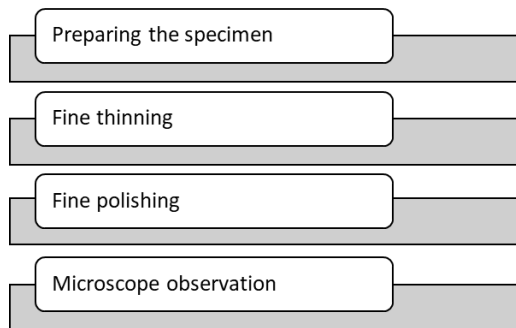 Preparing the specimen
Fine thinning
Fine polishing
Microscope observation